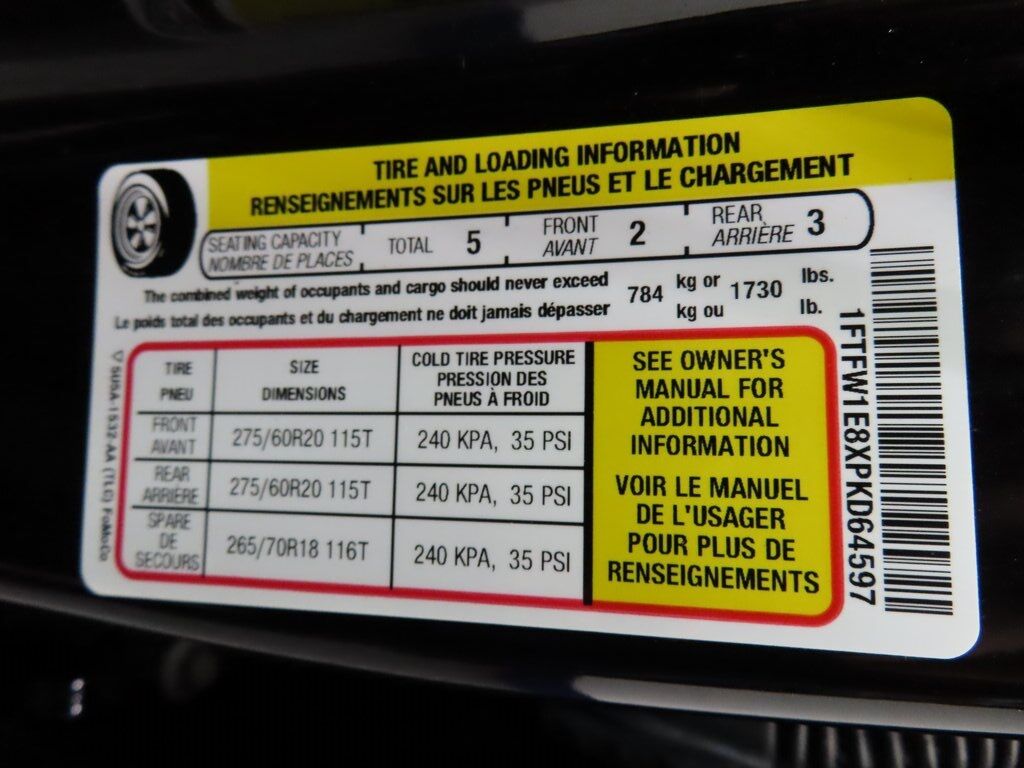 TIRE AND LOADING INFORMATION
RENSEIGNEMENTS SUR LES PNEUS ET LE CHARGEMENT
SEATING CAPACITY
NOMBRE DE PLACES
TOTAL 5
FRONT
AVANT
2
REAR
ARRIÈRE
3
The combined weight of occupants and cargo should never exceed
Le poids total des occupants et du chargement ne doit jamais dépasser
784
kg or
kg ou
1730
lbs.
lb.
TIRE
PNEU
SIZE
DIMENSIONS
COLD TIRE PRESSURE
PRESSION DES
PNEUS À FROID
FRONT
AVANT
275/60R20 115T
240 KPA, 35 PSI
REAR
ARRIÈRE
275/60R20 115T
240 KPA, 35 PSI
SPARE
DE
SECOURS
265/70R18 116T
240 KPA, 35 PSI
SEE OWNER'S
MANUAL FOR
ADDITIONAL
INFORMATION
VOIR LE MANUEL
DE L'USAGER
POUR PLUS DE
RENSEIGNEMENTS
1FTFW1E8XPKD64597